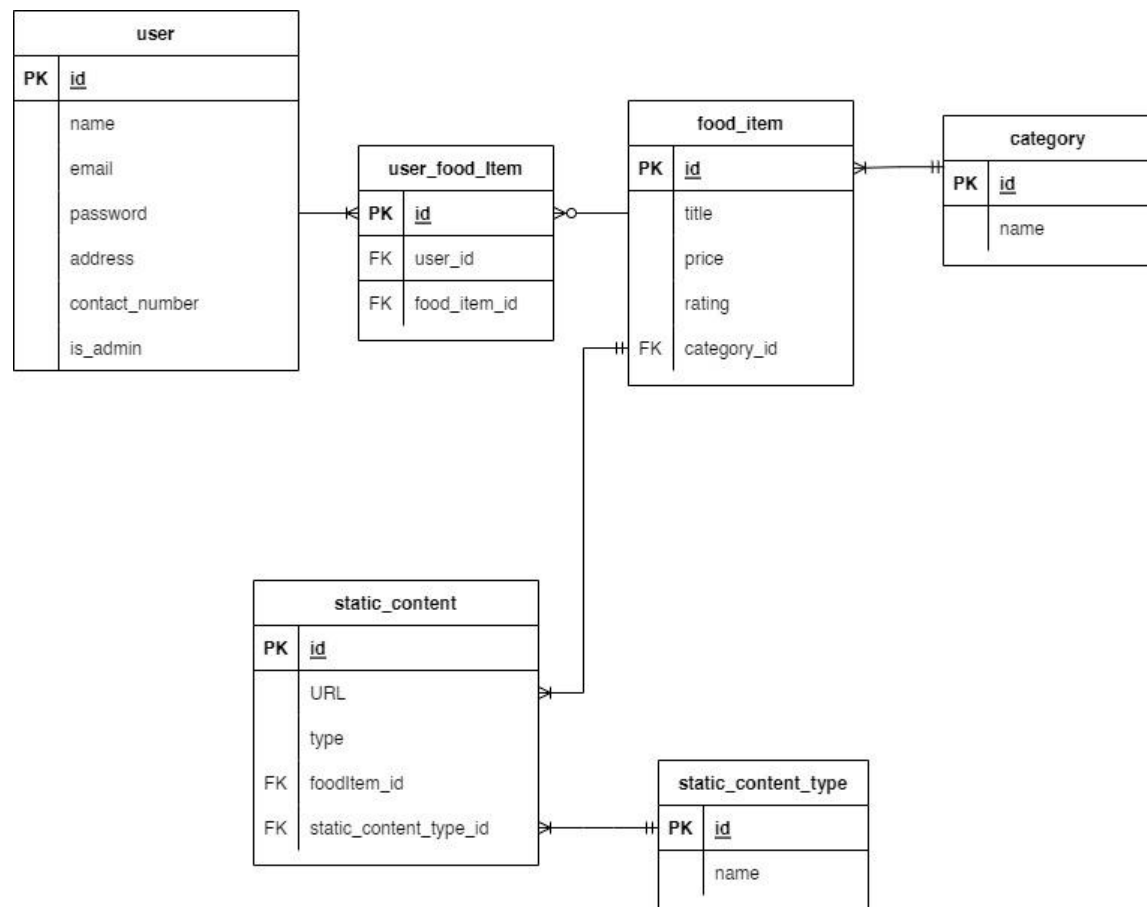 user
PK id
name
email
password
address
contact_number
is_admin
user_food_Item
PK id
FK user_id
FK food_item_id
food_item
PK id
title
price
rating
FK category_id
category
PK id
name
static_content
PK id
URL
type
FK foodItem_id
FK static_content_type_id
static_content_type
PK id
name